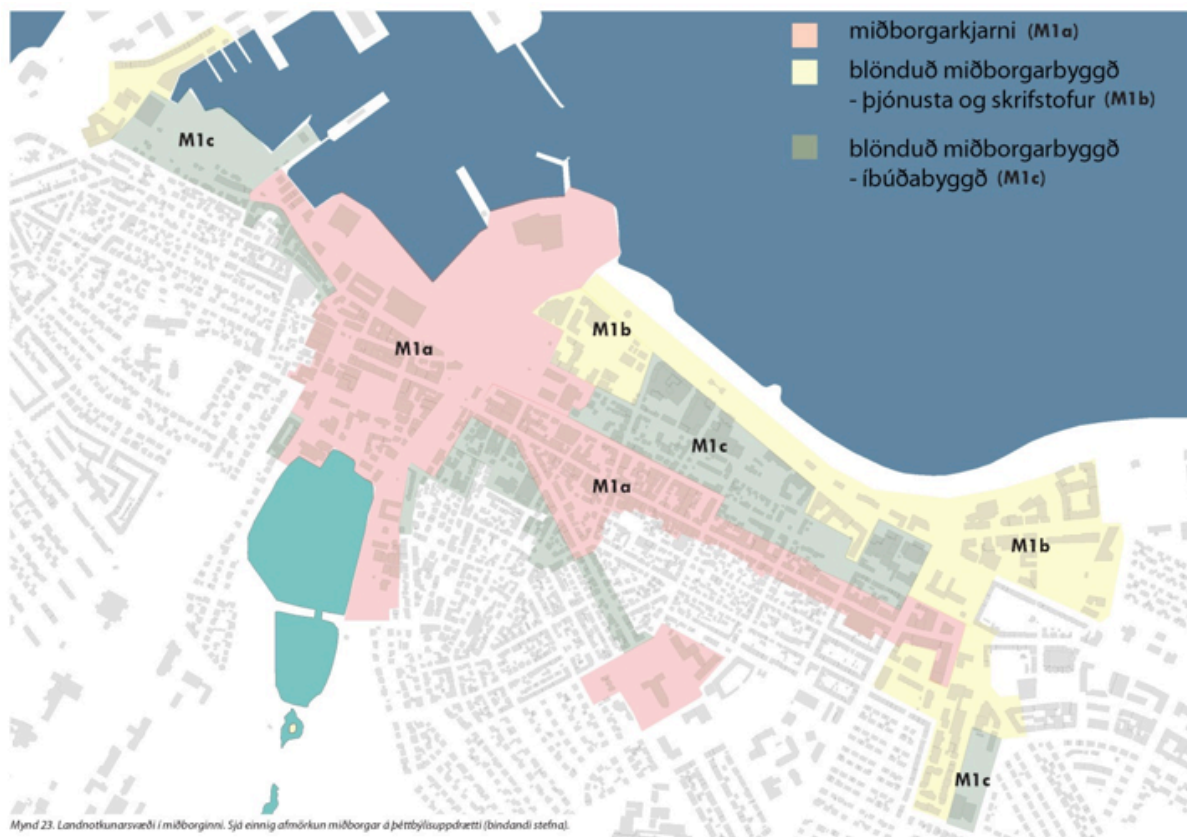 miðborgarkjarni (M1a)
blönduð miðborgarbyggð
- þjónusta og skrifstofur (M1b)
blönduð miðborgarbyggð
- íbúðabyggð (M1c)
M1c
M1b
M1a
M1c
M1a
M1b
M1c
Mynd 23. Landnotkunarsvæði í miðborginni. Sjá einnig afmörkun miðborgar á þéttbýlisuppdrætti (bindandi stefna).